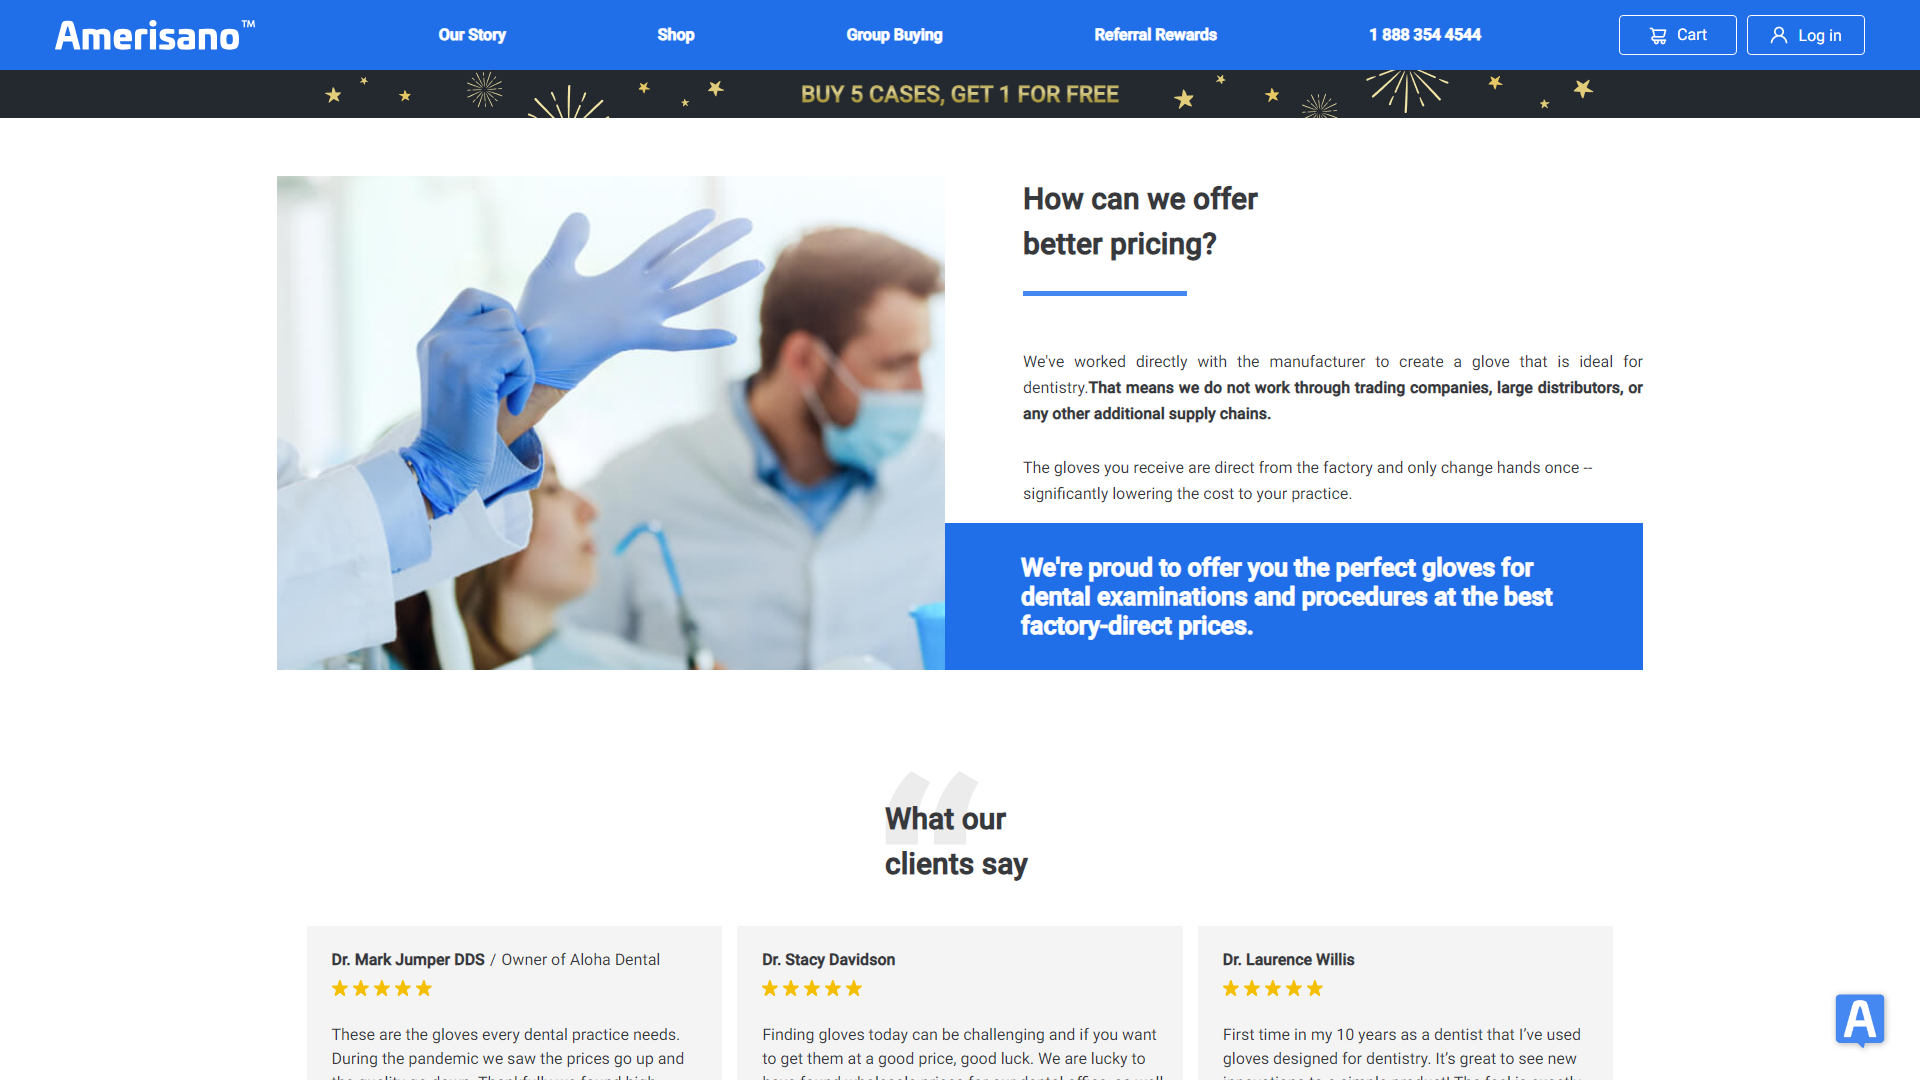 Amerisano™
Our Story
Shop
Group Buying
Referral Rewards
1 888 354 4544
Cart
Log in
BUY 5 CASES, GET 1 FOR FREE
How can we offer
better pricing?
We've worked directly with the manufacturer to create a glove that is ideal for
dentistry.That means we do not work through trading companies, large distributors, or
any other additional supply chains.
The gloves you receive are direct from the factory and only change hands once --
significantly lowering the cost to your practice.
We're proud to offer you the perfect gloves for
dental examinations and procedures at the best
factory-direct prices.
“
What our
clients say
Dr. Mark Jumper DDS / Owner of Aloha Dental
These are the gloves every dental practice needs.
During the pandemic we saw the prices go up and
Dr. Stacy Davidson
Finding gloves today can be challenging and if you want
to get them at a good price, good luck. We are lucky to
Dr. Laurence Willis
First time in my 10 years as a dentist that I’ve used
gloves designed for dentistry. It’s great to see new
A